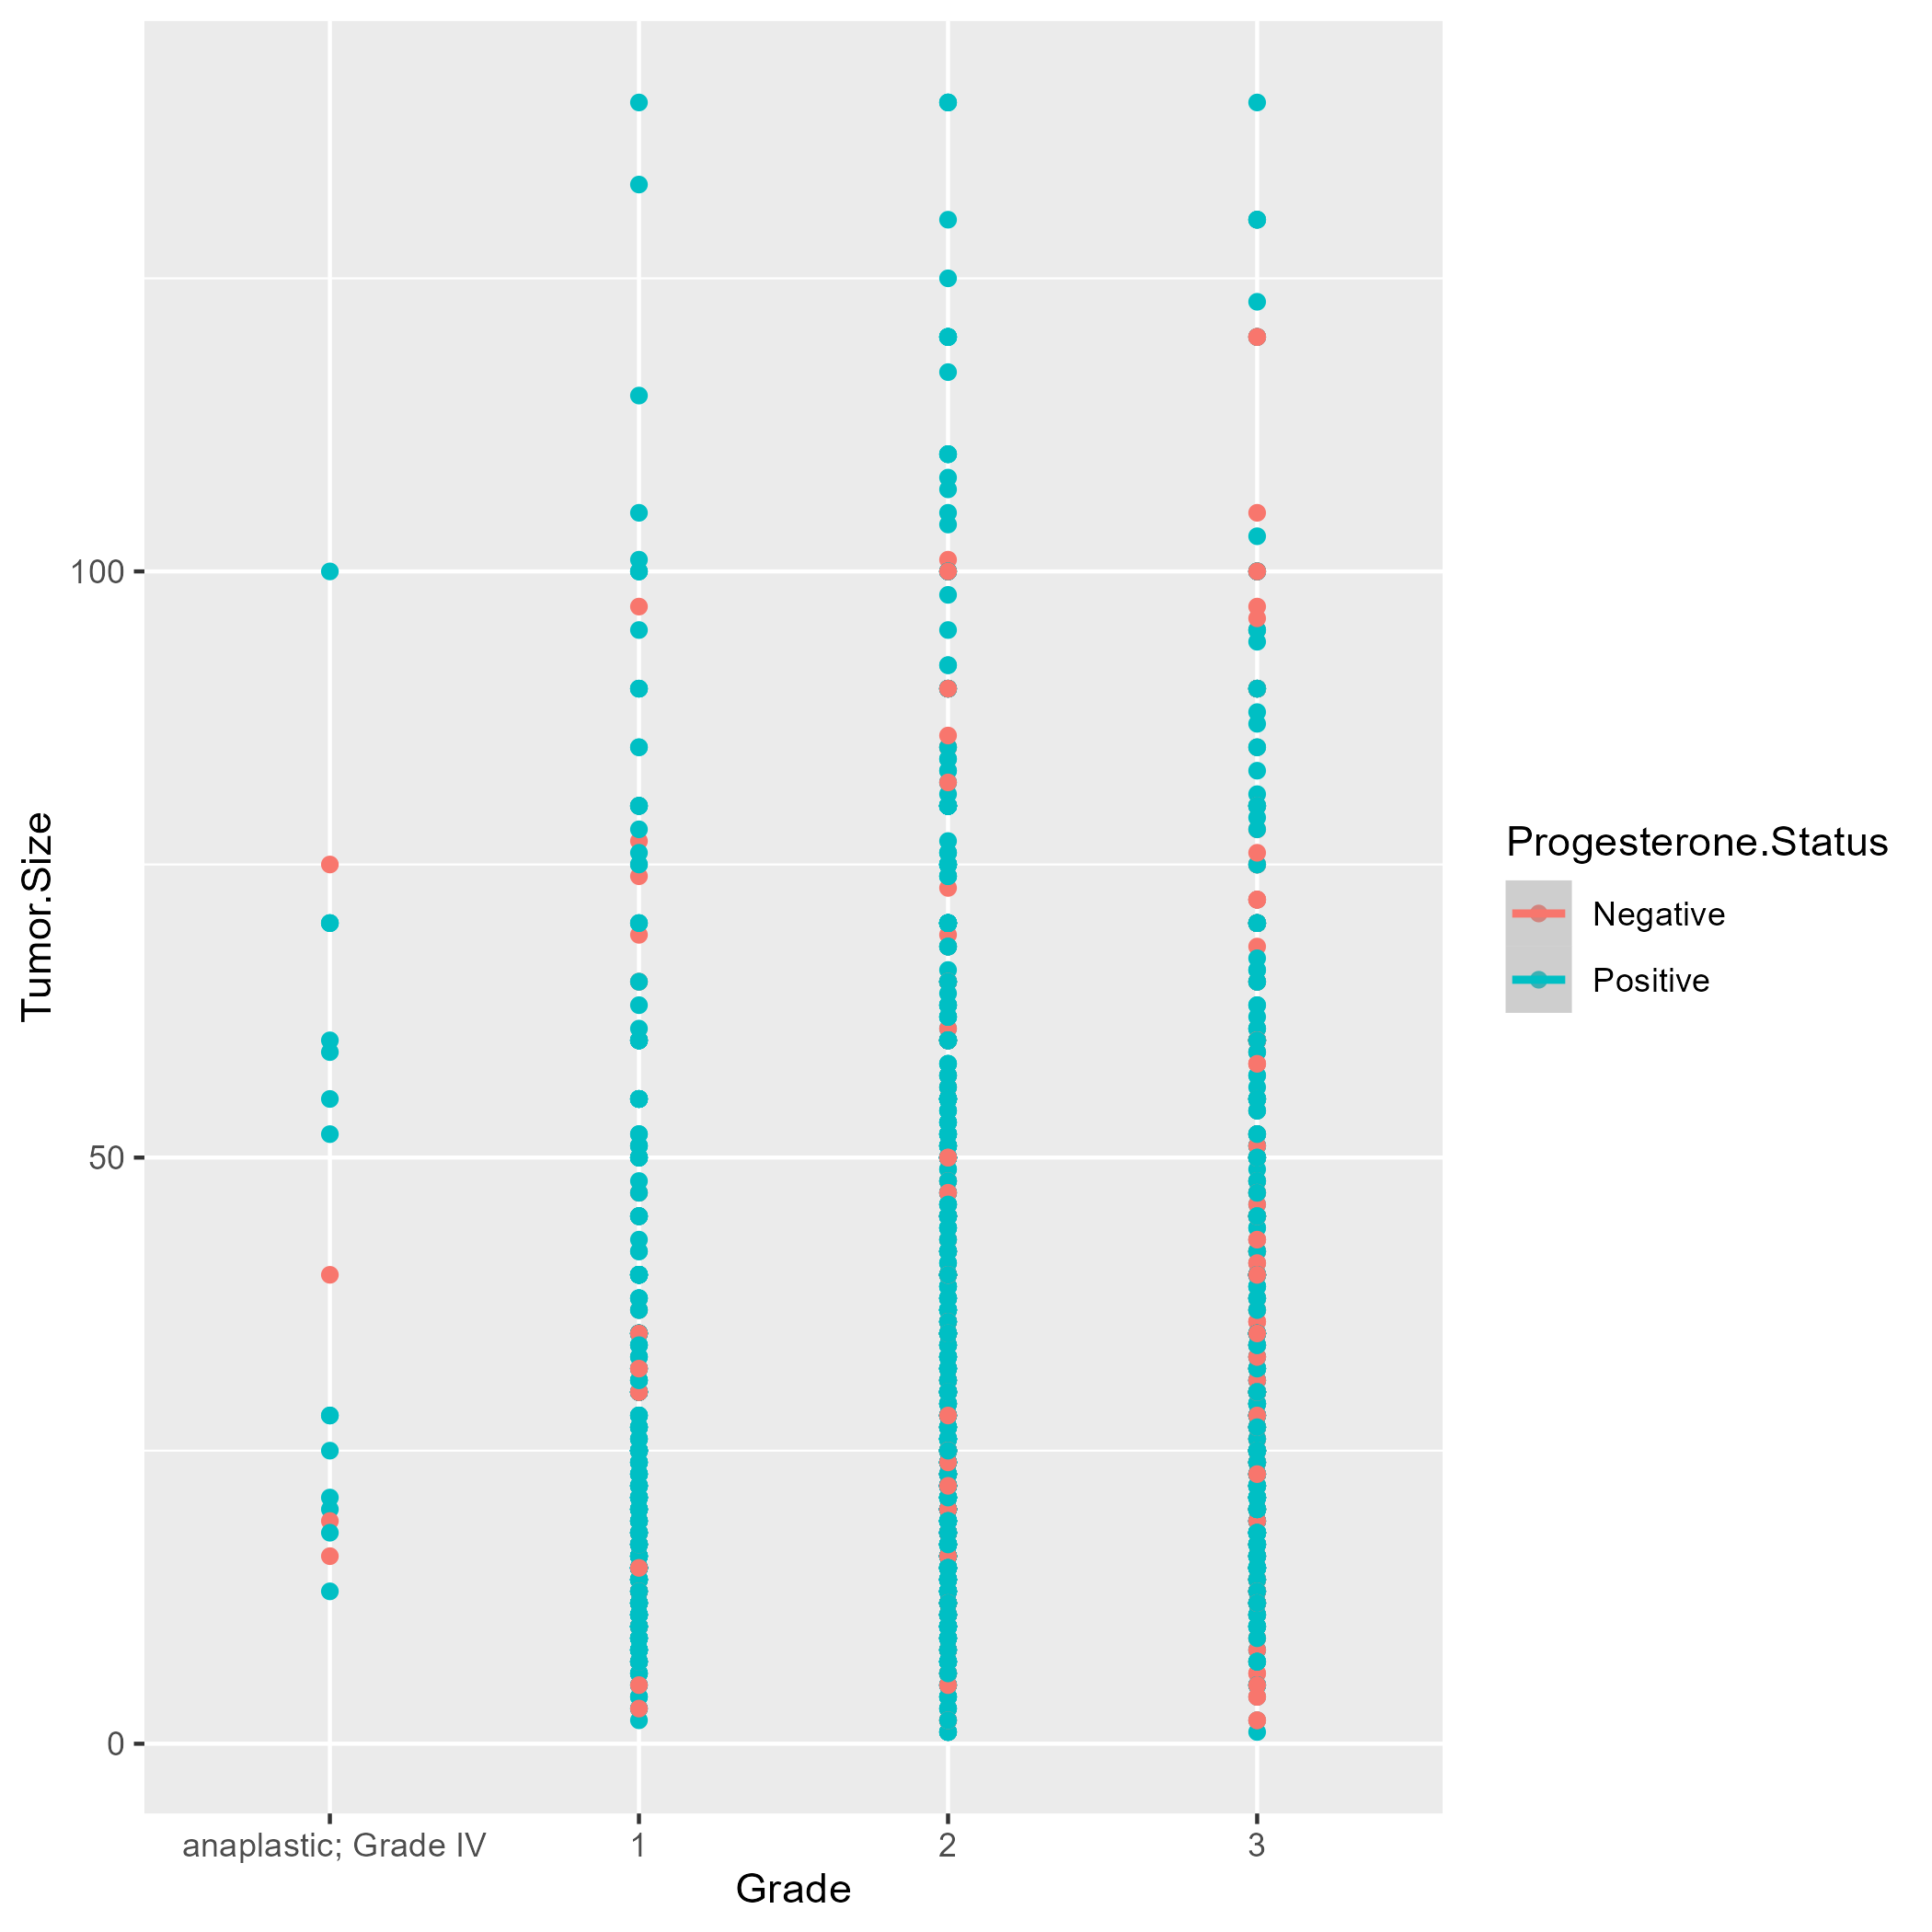 Tumor.Size
100
50
0
anaplastic; Grade IV
1
2
3
Grade
Progesterone.Status
Negative
Positive